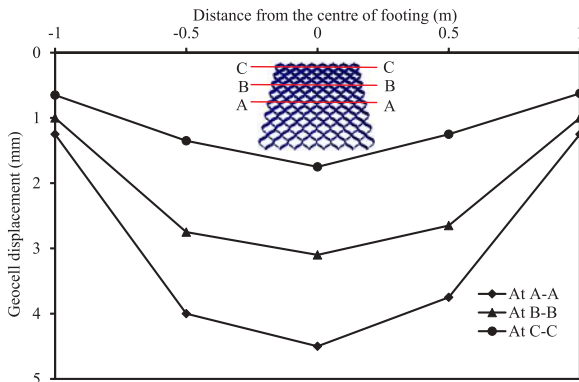 Distance from the centre of footing (m)
-1 -0.5 0 0.5 1
0
1
2
3
4
5
Geocell displacement (mm)
C C
B B
A A
At A-A
At B-B
At C-C